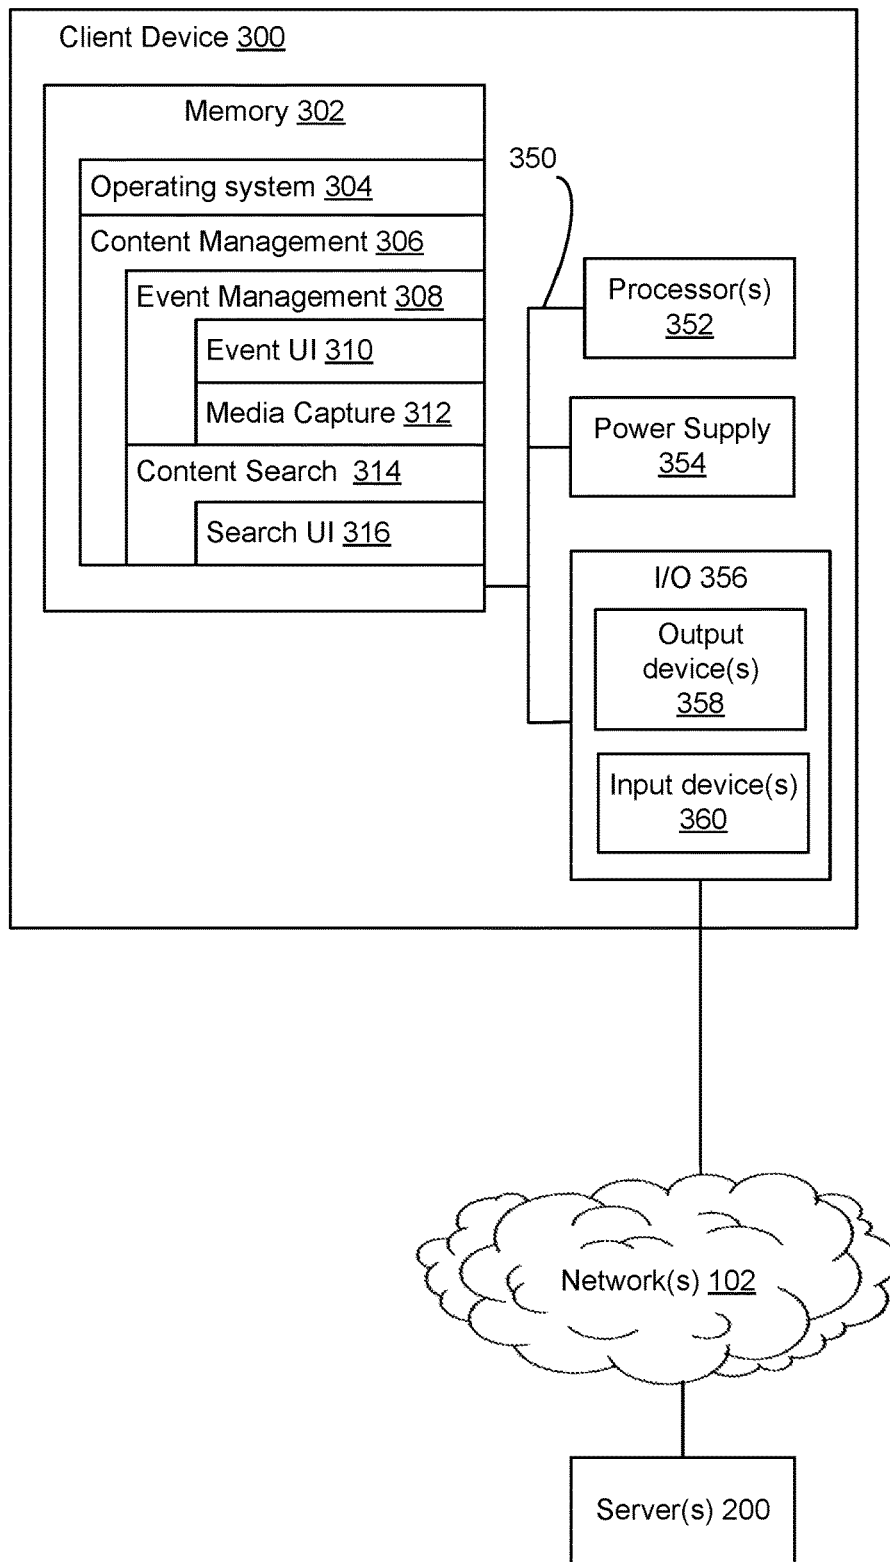 Client Device 300
Memory 302
Operating system 304
Content Management 306
Event Management 308
Event UI 310
Media Capture 312
Content Search 314
Search UI 316
350
Processor(s)
352
Power Supply
354
I/O 356
Output
device(s)
358
Input device(s)
360
Network(s) 102
Server(s) 200